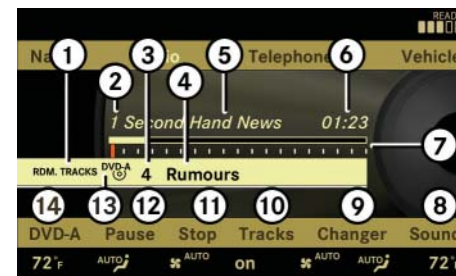 READ
Na io Telephone Vehicle
1 3 5 6
2 4
1 Second Hand News 01:23
7
RDM. TRACKS DVD-A 4 Rumours
14 13 12 11 10 9 8
DVD-A Pause Stop Tracks Changer Sound
72°F AUTO AUTO on AUTO AUTO 72°F